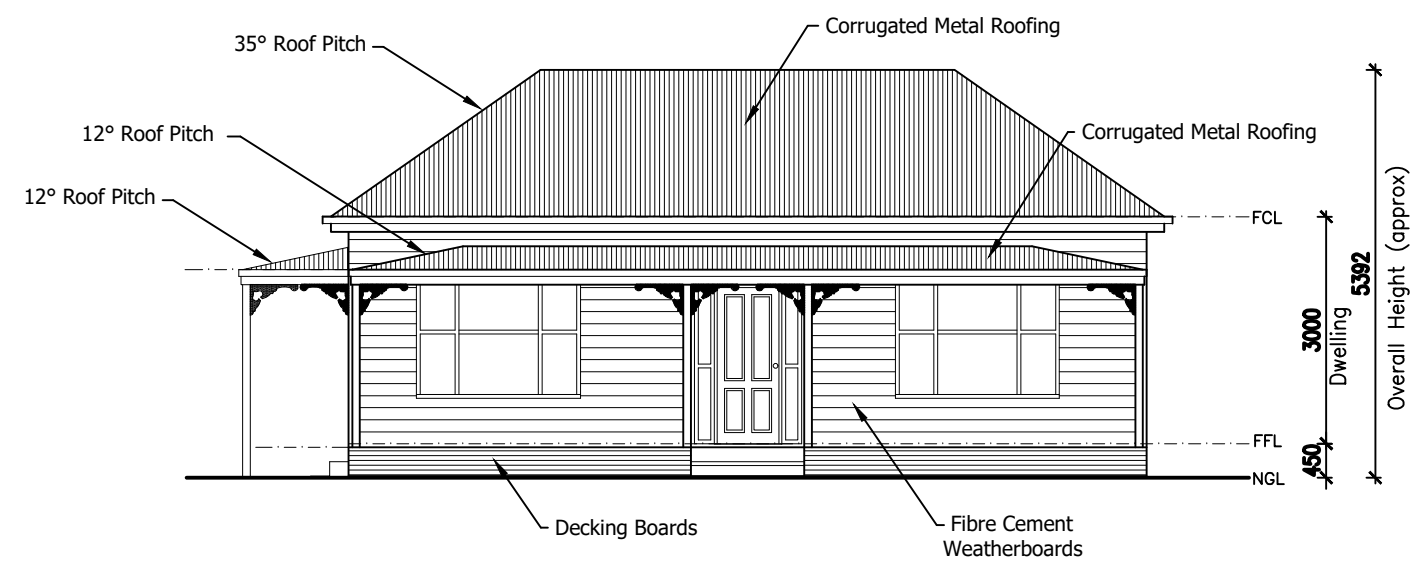 Corrugated Metal Roofing
35° Roof Pitch
12° Roof Pitch
Corrugated Metal Roofing
12° Roof Pitch
FCL
5392
Overall Height (approx)
3000
Dwelling
FFL
450
NGL
Decking Boards
Fibre Cement
Weatherboards